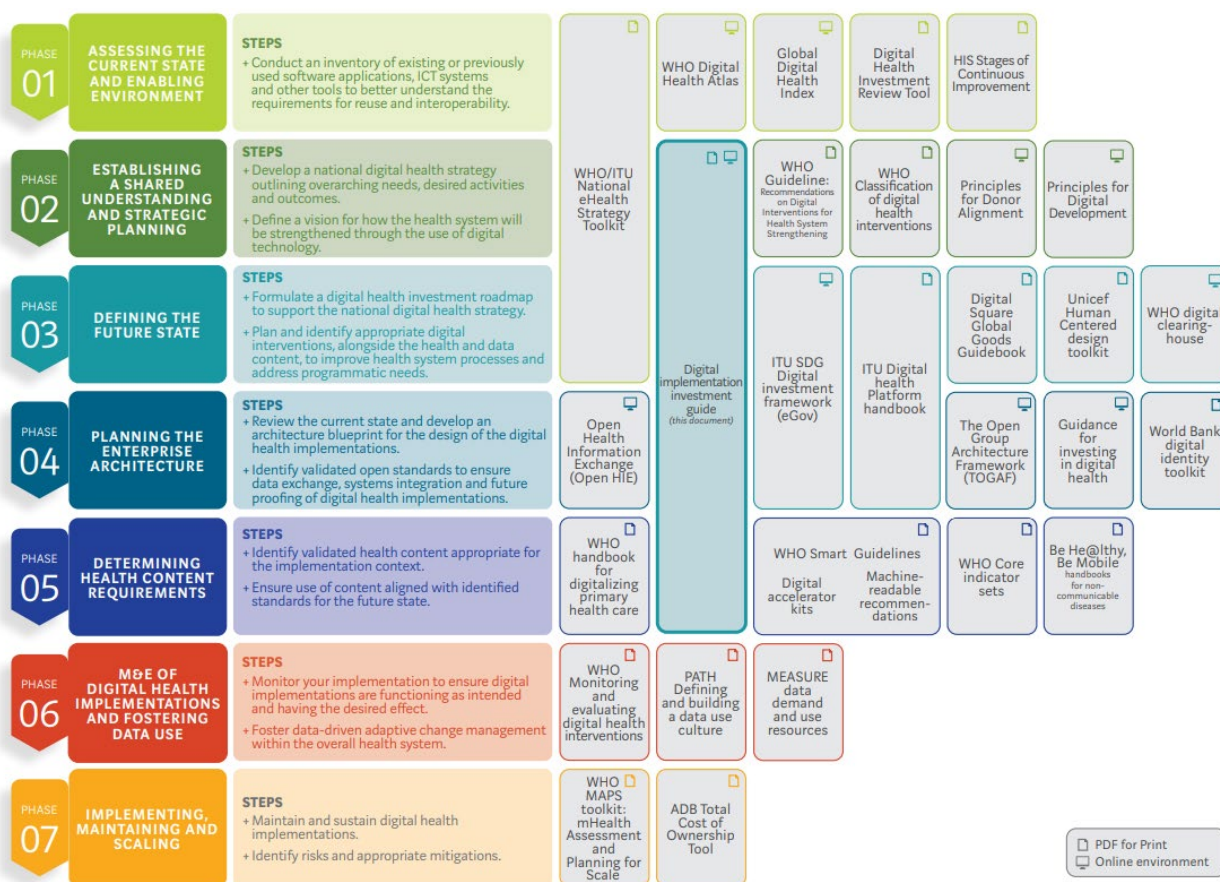 PHASE
01
ASSESSING THE
CURRENT STATE
AND ENABLING
ENVIRONMENT
STEPS
+ Conduct an inventory of existing or previously
used software applications, ICT systems
and other tools to better understand the
requirements for reuse and interoperability.
WHO/ITU
National
eHealth
Strategy
Toolkit
WHO Digital
Health Atlas
Global
Digital
Health
Index
Digital
Health
Investment
Review Tool
HIS Stages of
Continuous
Improvement
PHASE
02
ESTABLISHING
A SHARED
UNDERSTANDING
AND STRATEGIC
PLANNING
STEPS
+ Develop a national digital health strategy
outlining overarching needs, desired activities
and outcomes.
+ Define a vision for how the health system will
be strengthened through the use of digital
technology.
Digital
implementation
investment
guide
(this document)
WHO
Guideline:
Recommendations
on Digital
Interventions for
Health System
Strengthening
WHO
Classification
of digital
health
interventions
Principles
for Donor
Alignment
Principles for
Digital
Development
PHASE
03
DEFINING THE
FUTURE STATE
STEPS
+ Formulate a digital health investment roadmap
to support the national digital health strategy.
+ Plan and identify appropriate digital
interventions, alongside the health and data
content, to improve health system processes and
address programmatic needs.
ITU SDG
Digital
investment
framework
(eGov)
ITU Digital
health
Platform
handbook
Digital
Square
Global
Goods
Guidebook
Unicef
Human
Centered
design
toolkit
WHO digital
clearing-
house
PHASE
04
PLANNING THE
ENTERPRISE
ARCHITECTURE
STEPS
+ Review the current state and develop an
architecture blueprint for the design of the digital
health implementations.
+ Identify validated open standards to ensure
data exchange, systems integration and future
proofing of digital health implementations.
Open
Health
Information
Exchange
(Open HIE)
The Open
Group
Architecture
Framework
(TOGAF)
Guidance
for
investing
in digital
health
World Bank
digital
identity
toolkit
PHASE
05
DETERMINING
HEALTH CONTENT
REQUIREMENTS
STEPS
+ Identify validated health content appropriate for
the implementation context.
+ Ensure use of content aligned with identified
standards for the future state.
WHO
handbook
for
digitalizing
primary
health care
WHO Smart Guidelines
Digital
accelerator
kits
Machine-
readable
recommen-
dations
WHO Core
indicator
sets
Be He@lthy,
Be Mobile
handbooks
for non-
communicable
diseases
PHASE
06
M&E OF
DIGITAL HEALTH
IMPLEMENTATIONS
AND FOSTERING
DATA USE
STEPS
+ Monitor your implementation to ensure digital
implementations are functioning as intended
and having the desired effect.
+ Foster data-driven adaptive change management
within the overall health system.
WHO
Monitoring
and
evaluating
digital health
interventions
PATH
Defining
and building
a data use
culture
MEASURE
data
demand
and use
resources
PHASE
07
IMPLEMENTING,
MAINTAINING AND
SCALING
STEPS
+ Maintain and sustain digital health
implementations.
+ Identify risks and appropriate mitigations.
WHO
MAPS
toolkit:
mHealth
Assessment
and
Planning for
Scale
ADB Total
Cost of
Ownership
Tool
PDF for Print
Online environment